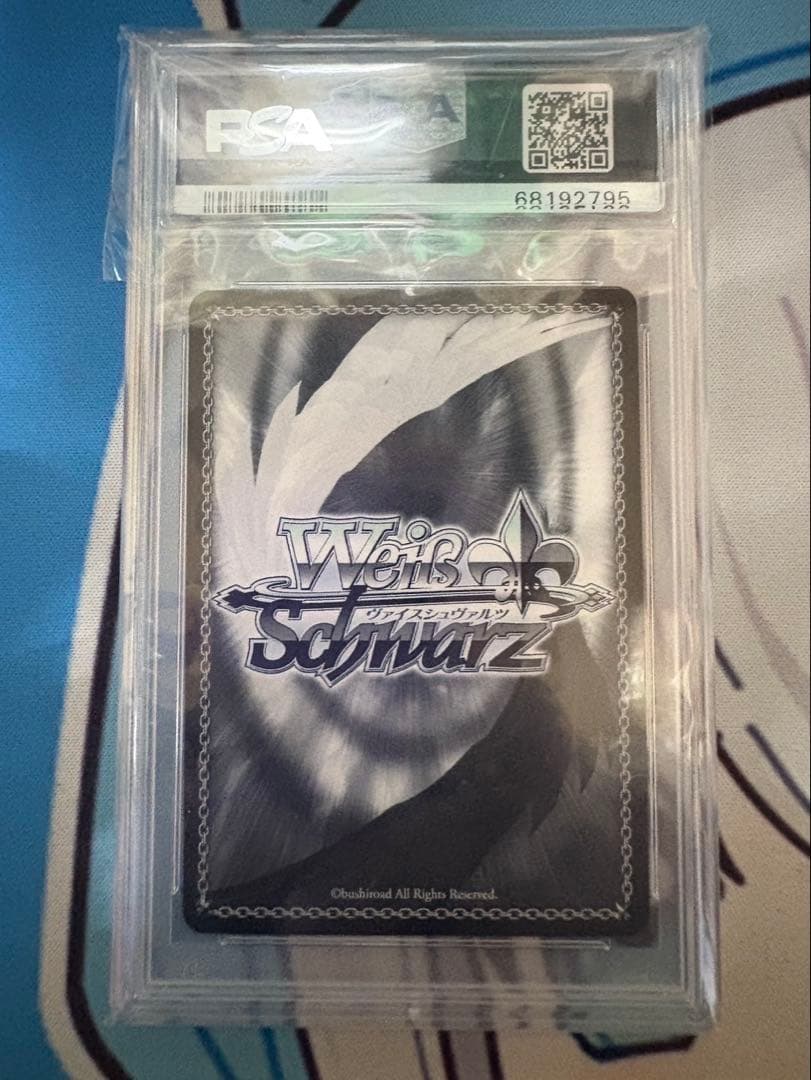 PSA
68192795
Weiß
ヴァイスシュヴァルツ
Schwarz
©bushiroad All Rights Reserved.